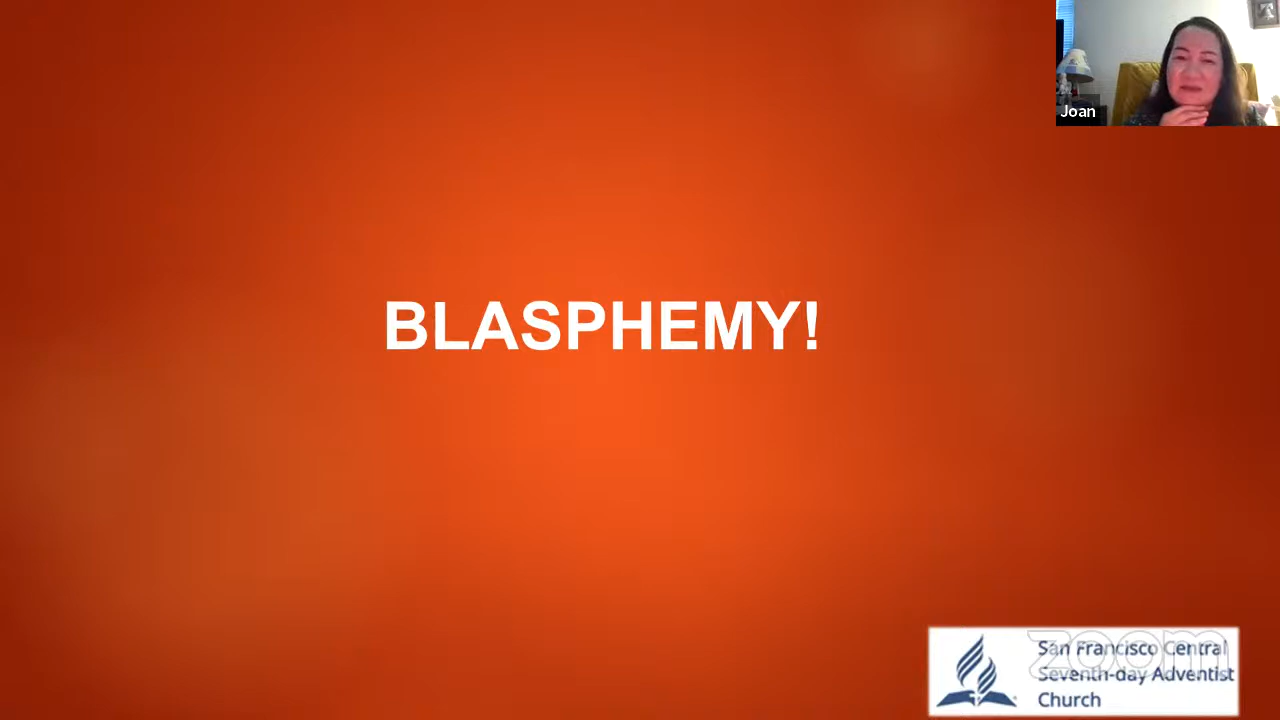 Joan
BLASPHEMY!
zoom
San Francisco Central
Seventh-day Adventist
Church